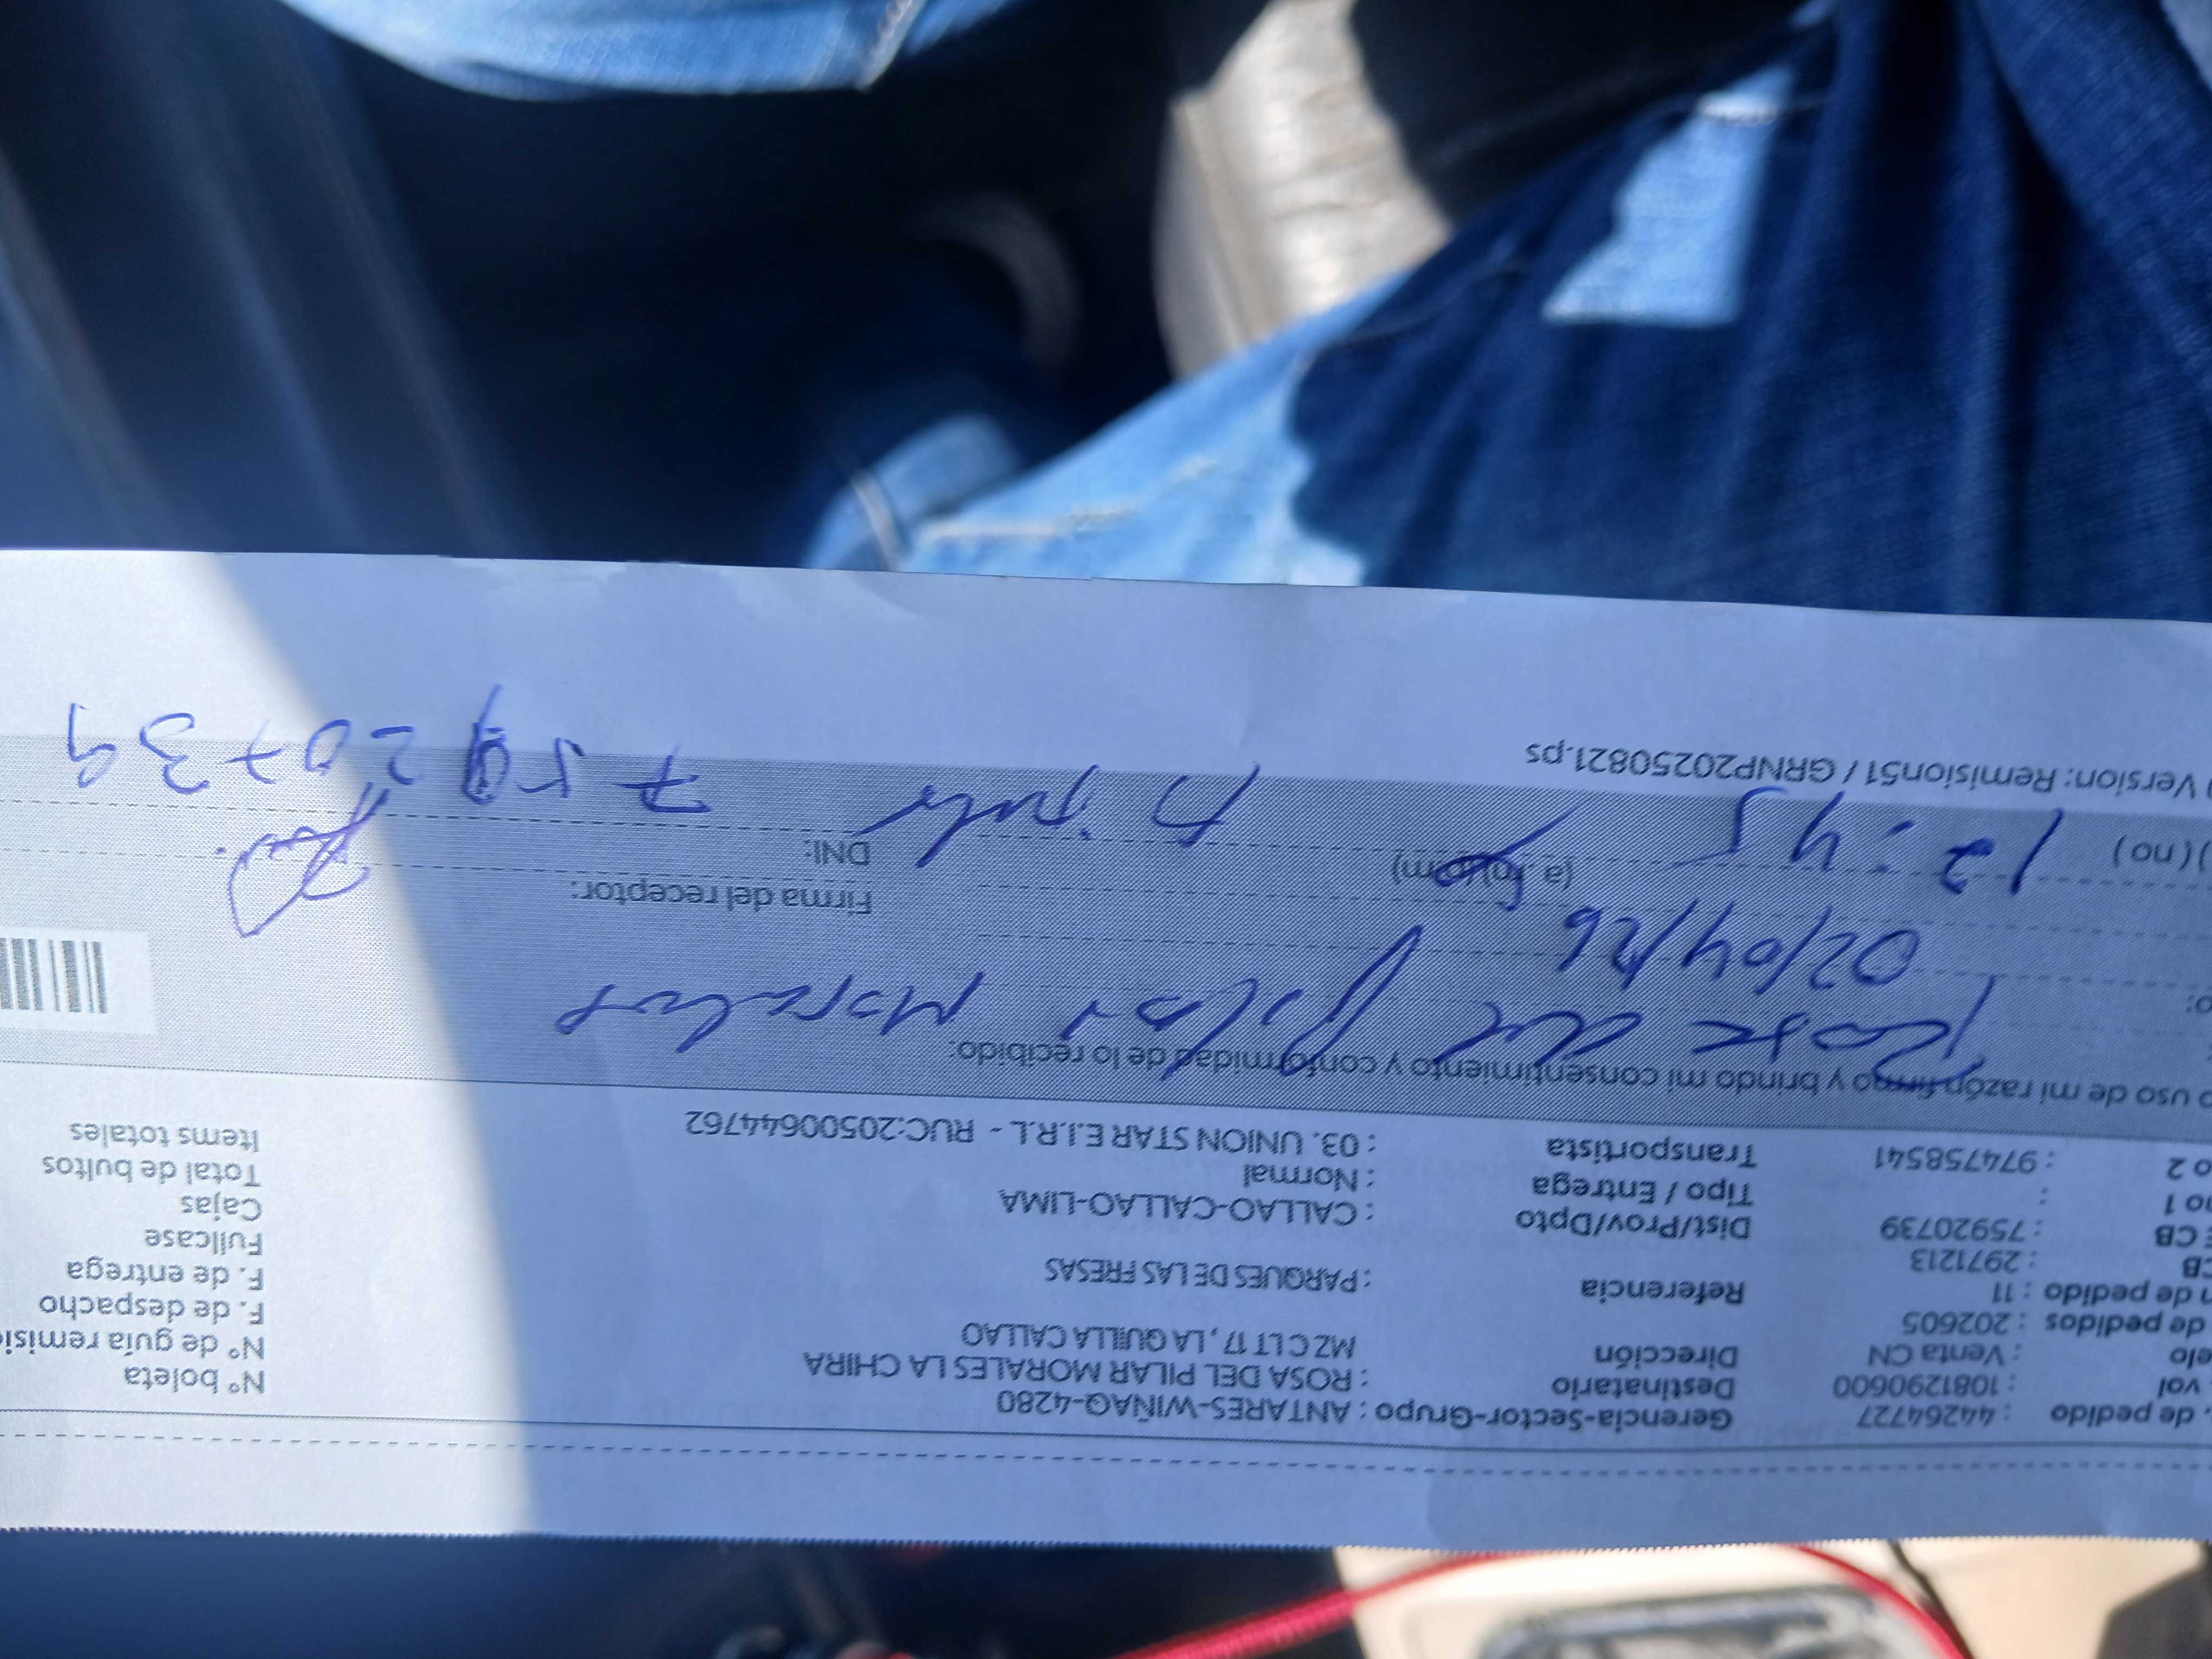 . de pedido : 44264727 Gerencia-Sector-Grupo : ANTARES-WIÑAQ-4280 N° boleta
vol : 1081290600 Destinatario : ROSA DEL PILAR MORALES LA CHIRA N° de guía remisi
elo : Venta CN Dirección MZ C LT 17 , LA QUILLA CALLAO F. de despacho
de pedidos : 202605 F. de entrega
n de pedido : 11 Referencia : PARQUES DE LAS FRESAS Fullcase
CB : 2971213 Cajas
CB : 75920739 Dist/Prov/Dpto : CALLAO-CALLAO-LIMA Total de bultos
no 1 : Tipo / Entrega : Normal Items totales
o 2 : 974758541 Transportista : 03. UNION STAR E.I.R.L - RUC:20500644762
o uso de mi razón firmo y brindo mi consentimiento y conformidad de lo recibido:
Rosa del Pilar Morales
o:
02/04/26 Firma del receptor:
) (no ) 12:45 (a.m)(p.m) DNI:
75920739
) Version: Remision51 / GRNP20250821.ps